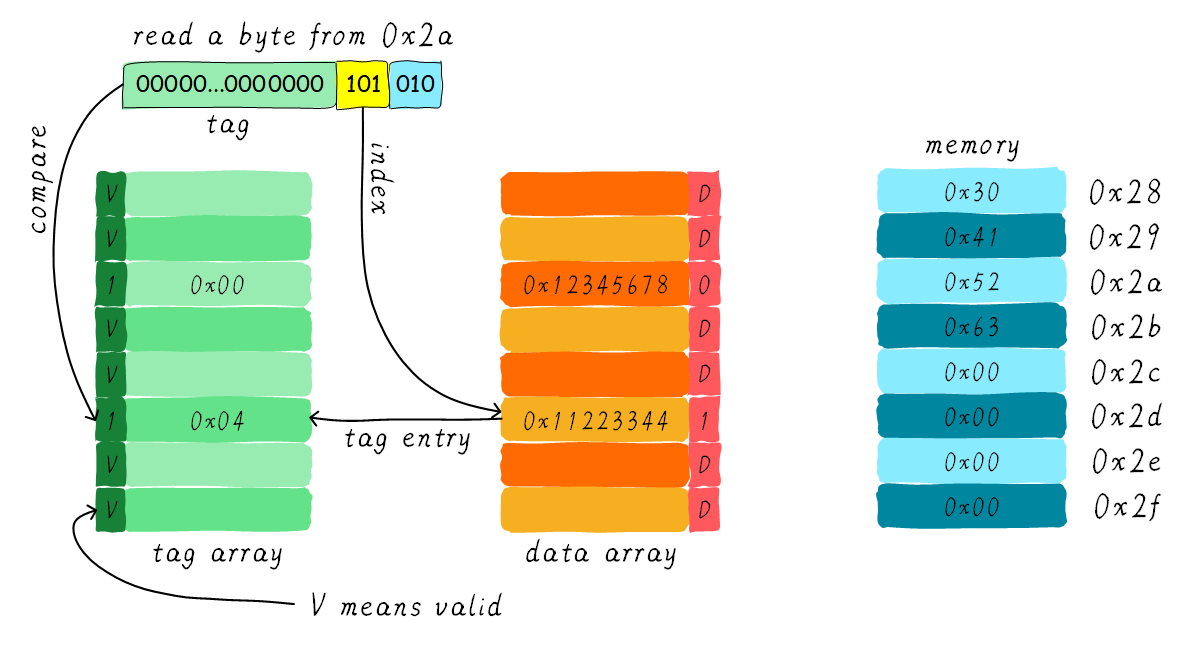 read a byte from 0x2a
00000...0000000 101 010
tag
compare
index
memory
V
V
1 0x00
V
V
1 0x04
V
V
tag array
tag entry
D
D
0x12345678 0
D
D
0x11223344 1
D
D
data array
0x30 0x28
0x41 0x29
0x52 0x2a
0x63 0x2b
0x00 0x2c
0x00 0x2d
0x00 0x2e
0x00 0x2f
V means valid